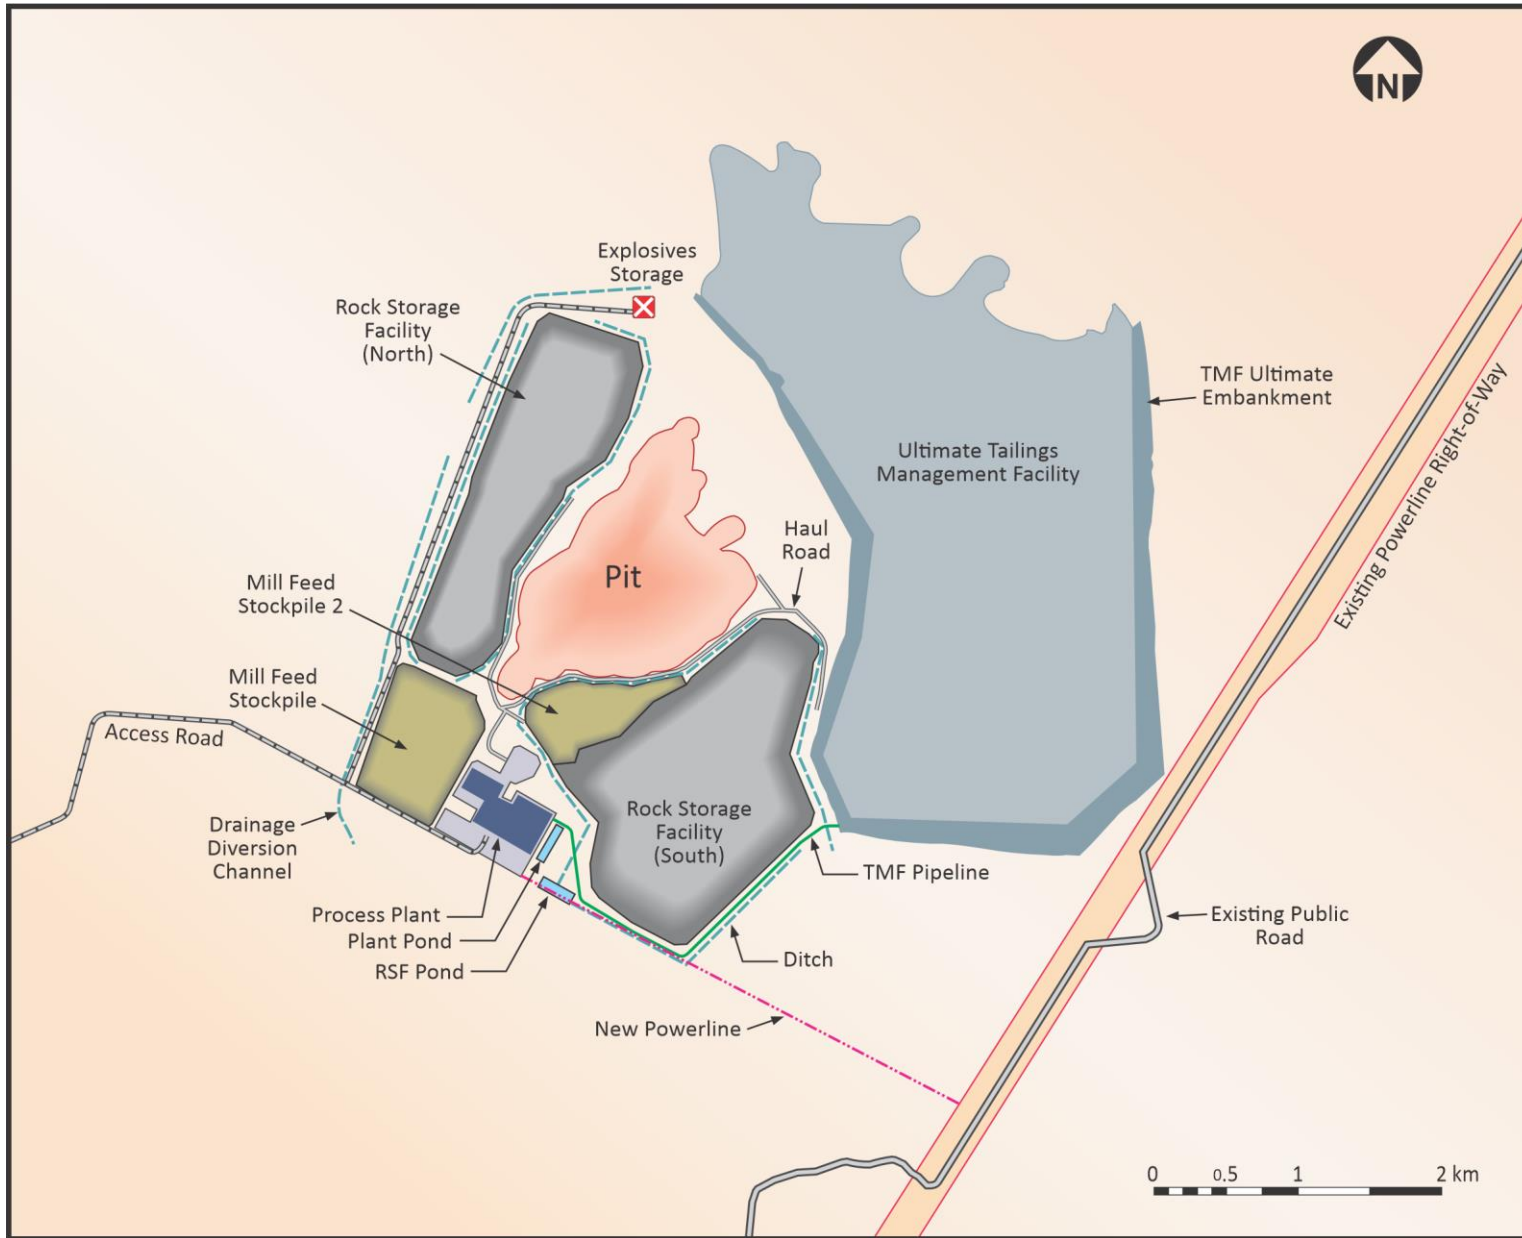 N
Explosives
Storage
Rock Storage
Facility
(North)
TMF Ultimate
Embankment
Existing Powerline Right-of-Way
Ultimate Tailings
Management Facility
Haul
Road
Pit
Mill Feed
Stockpile 2
Mill Feed
Stockpile
Access Road
Drainage
Diversion
Channel
Rock Storage
Facility
(South)
TMF Pipeline
Process Plant
Plant Pond
RSF Pond
Existing Public
Road
Ditch
New Powerline
0 0.5 1 2 km